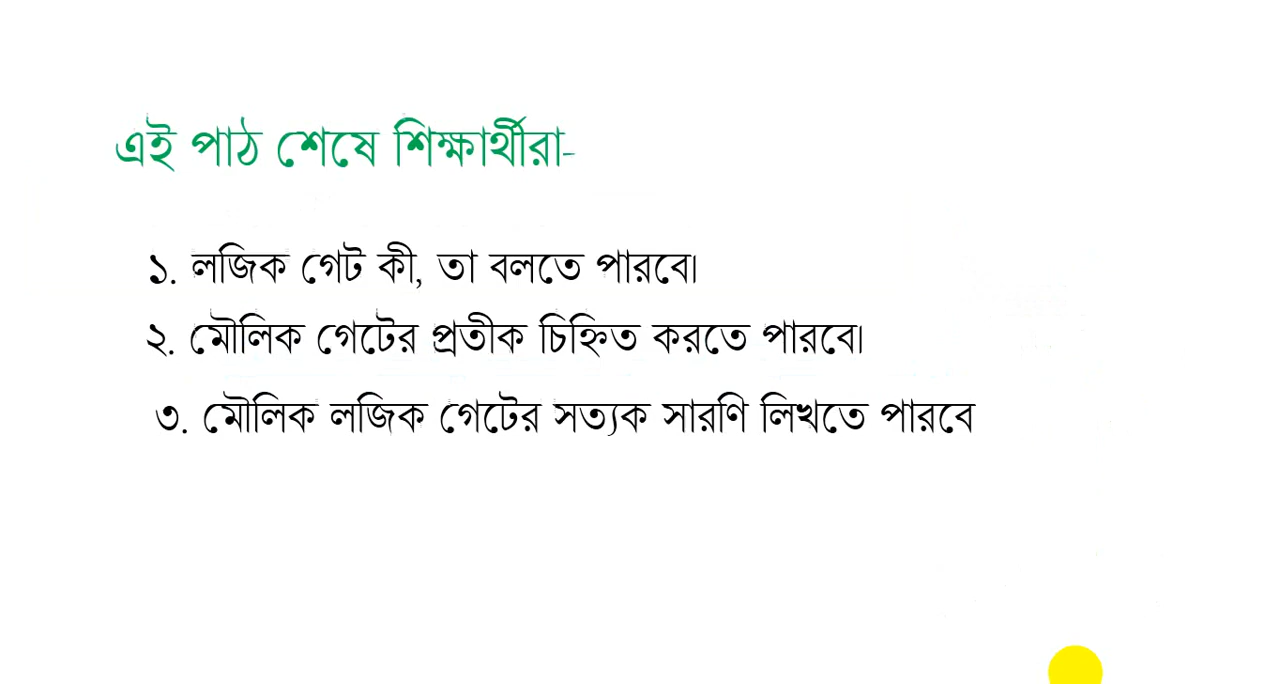 এই পাঠ শেষে শিক্ষার্থীরা-
১. লজিক গেট কী, তা বলতে পারবে।
২. মৌলিক গেটের প্রতীক চিহ্নিত করতে পারবে।
৩. মৌলিক লজিক গেটের সত্যক সারণি লিখতে পারবে